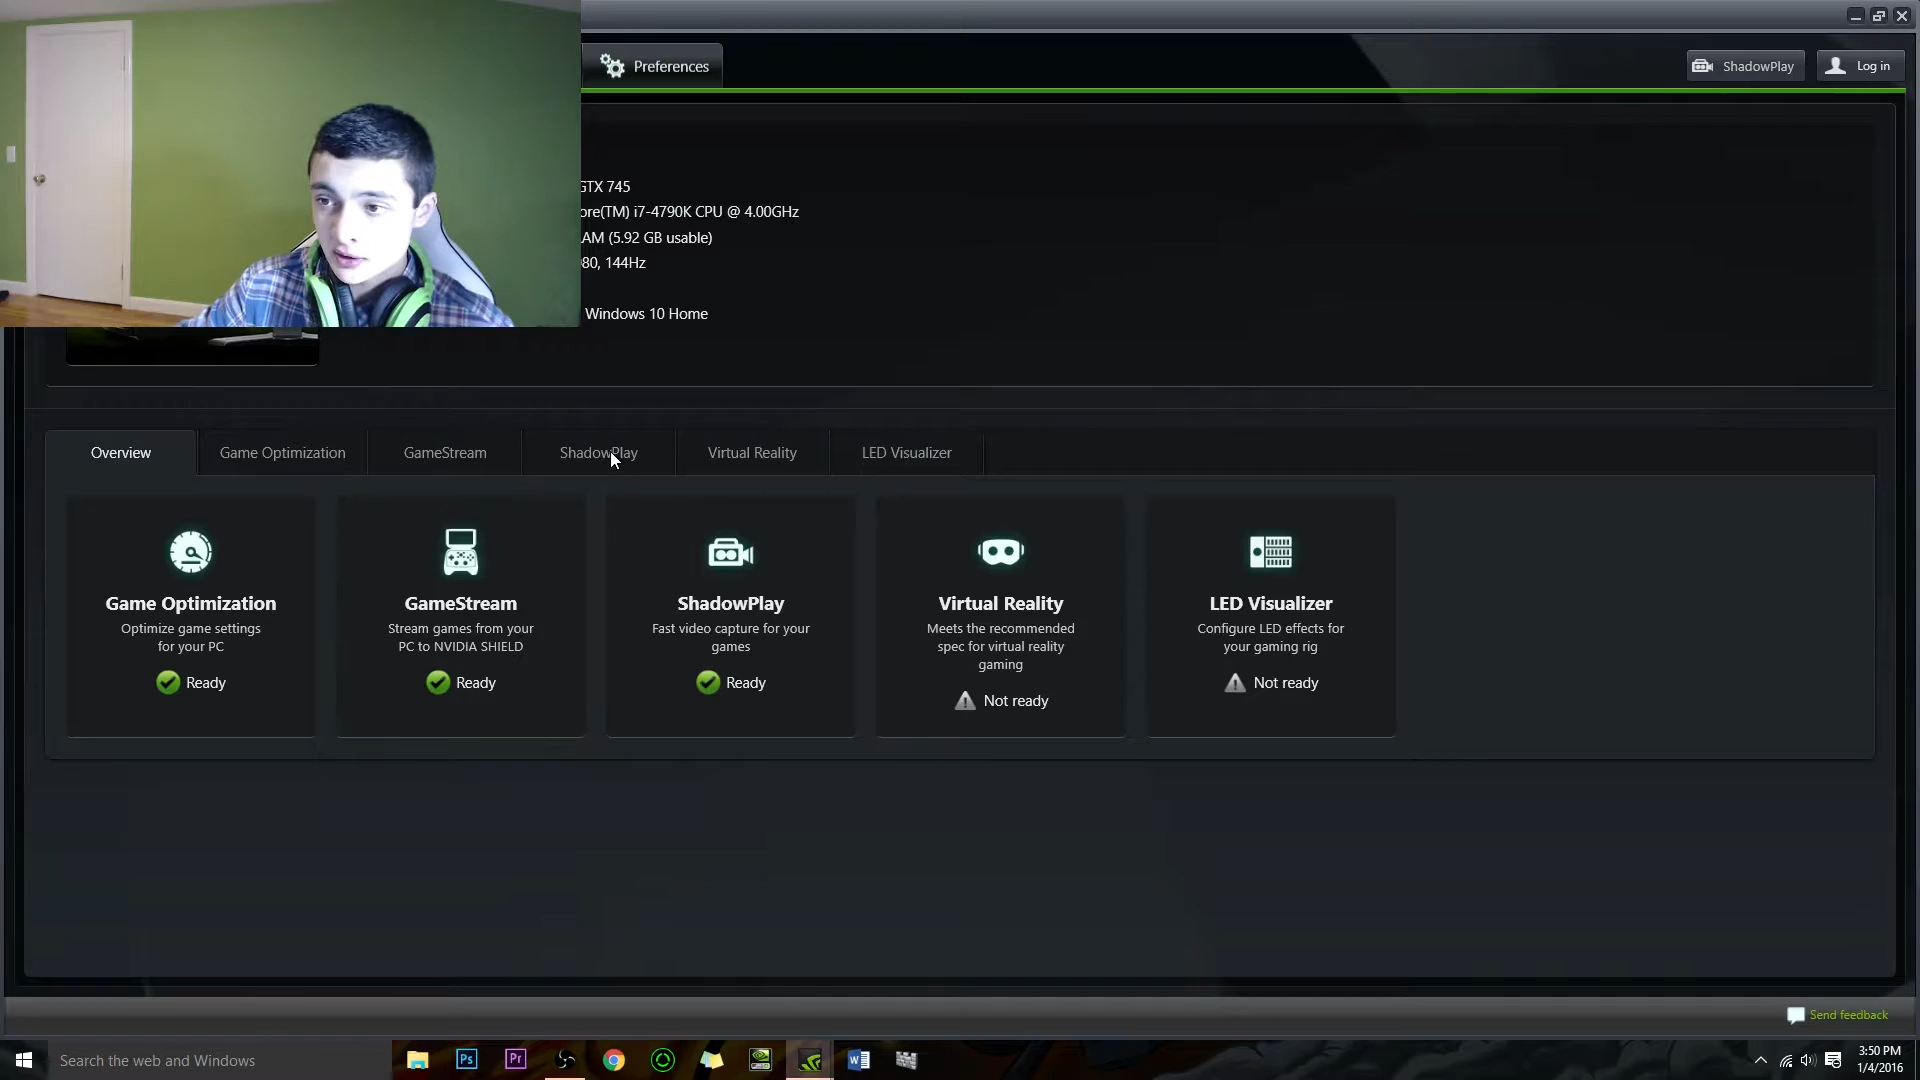 Preferences
ShadowPlay
Log in
GTX 745
ore(TM) i7-4790K CPU @ 4.00GHz
AM (5.92 GB usable)
80, 144Hz
Windows 10 Home
Overview
Game Optimization
GameStream
ShadowPlay
Virtual Reality
LED Visualizer
Game Optimization
Optimize game settings
for your PC
Ready
GameStream
Stream games from your
PC to NVIDIA SHIELD
Ready
ShadowPlay
Fast video capture for your
games
Ready
Virtual Reality
Meets the recommended
spec for virtual reality
gaming
Not ready
LED Visualizer
Configure LED effects for
your gaming rig
Not ready
Send feedback
Search the web and Windows
Ps
Pr
W
3:50 PM
1/4/2016